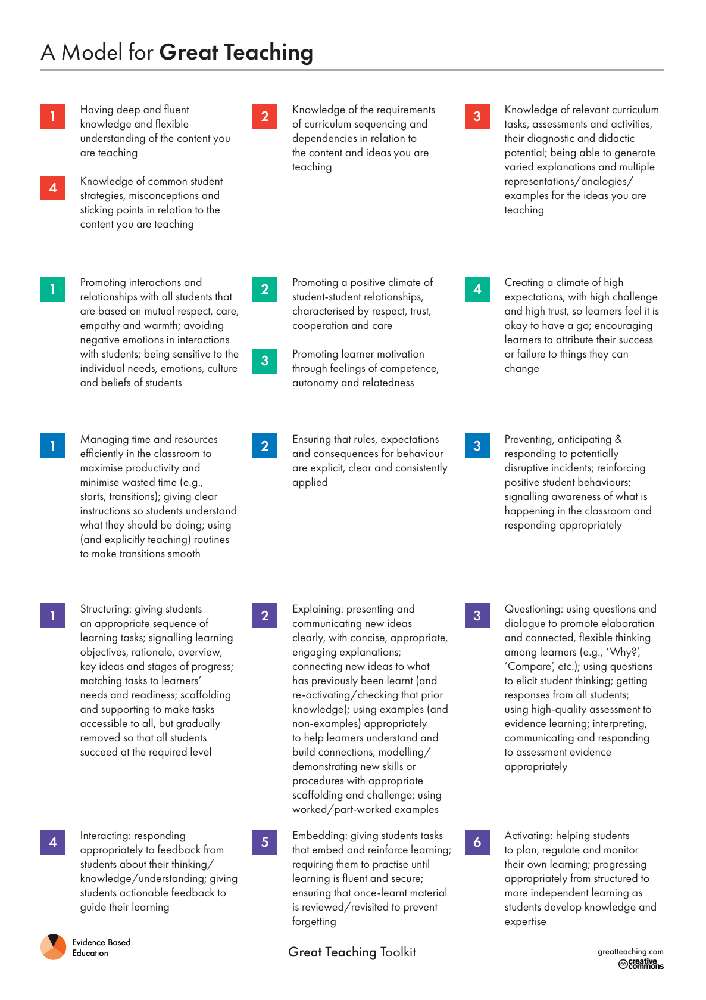 A Model for Great Teaching
1
Having deep and fluent
knowledge and flexible
understanding of the content you
are teaching
2
Knowledge of the requirements
of curriculum sequencing and
dependencies in relation to
the content and ideas you are
teaching
3
Knowledge of relevant curriculum
tasks, assessments and activities,
their diagnostic and didactic
potential; being able to generate
varied explanations and multiple
representations/analogies/
examples for the ideas you are
teaching
4
Knowledge of common student
strategies, misconceptions and
sticking points in relation to the
content you are teaching
1
Promoting interactions and
relationships with all students that
are based on mutual respect, care,
empathy and warmth; avoiding
negative emotions in interactions
with students; being sensitive to the
individual needs, emotions, culture
and beliefs of students
2
Promoting a positive climate of
student-student relationships,
characterised by respect, trust,
cooperation and care
3
Promoting learner motivation
through feelings of competence,
autonomy and relatedness
4
Creating a climate of high
expectations, with high challenge
and high trust, so learners feel it is
okay to have a go; encouraging
learners to attribute their success
or failure to things they can
change
1
Managing time and resources
efficiently in the classroom to
maximise productivity and
minimise wasted time (e.g.,
starts, transitions); giving clear
instructions so students understand
what they should be doing; using
(and explicitly teaching) routines
to make transitions smooth
2
Ensuring that rules, expectations
and consequences for behaviour
are explicit, clear and consistently
applied
3
Preventing, anticipating &
responding to potentially
disruptive incidents; reinforcing
positive student behaviours;
signalling awareness of what is
happening in the classroom and
responding appropriately
1
Structuring: giving students
an appropriate sequence of
learning tasks; signalling learning
objectives, rationale, overview,
key ideas and stages of progress;
matching tasks to learners’
needs and readiness; scaffolding
and supporting to make tasks
accessible to all, but gradually
removed so that all students
succeed at the required level
2
Explaining: presenting and
communicating new ideas
clearly, with concise, appropriate,
engaging explanations;
connecting new ideas to what
has previously been learnt (and
re-activating/checking that prior
knowledge); using examples (and
non-examples) appropriately
to help learners understand and
build connections; modelling/
demonstrating new skills or
procedures with appropriate
scaffolding and challenge; using
worked/part-worked examples
3
Questioning: using questions and
dialogue to promote elaboration
and connected, flexible thinking
among learners (e.g., ‘Why?’,
‘Compare’, etc.); using questions
to elicit student thinking; getting
responses from all students;
using high-quality assessment to
evidence learning; interpreting,
communicating and responding
to assessment evidence
appropriately
4
Interacting: responding
appropriately to feedback from
students about their thinking/
knowledge/understanding; giving
students actionable feedback to
guide their learning
5
Embedding: giving students tasks
that embed and reinforce learning;
requiring them to practise until
learning is fluent and secure;
ensuring that once-learnt material
is reviewed/revisited to prevent
forgetting
6
Activating: helping students
to plan, regulate and monitor
their own learning; progressing
appropriately from structured to
more independent learning as
students develop knowledge and
expertise
Evidence Based
Education
Great Teaching Toolkit
greatteaching.com
cc creative
commons